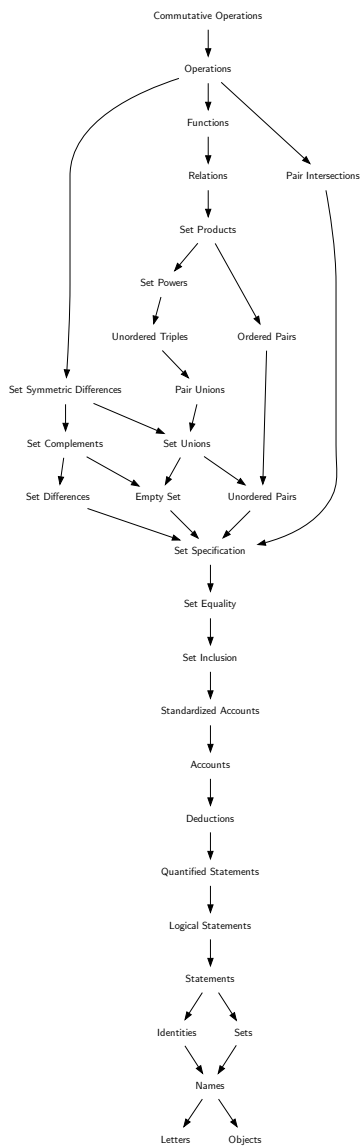 Commutative Operations
Operations
Functions
Relations
Pair Intersections
Set Products
Set Powers
Unordered Triples
Ordered Pairs
Set Symmetric Differences
Pair Unions
Set Complements
Set Unions
Set Differences
Empty Set
Unordered Pairs
Set Specification
Set Equality
Set Inclusion
Standardized Accounts
Accounts
Deductions
Quantified Statements
Logical Statements
Statements
Identities
Sets
Names
Letters
Objects